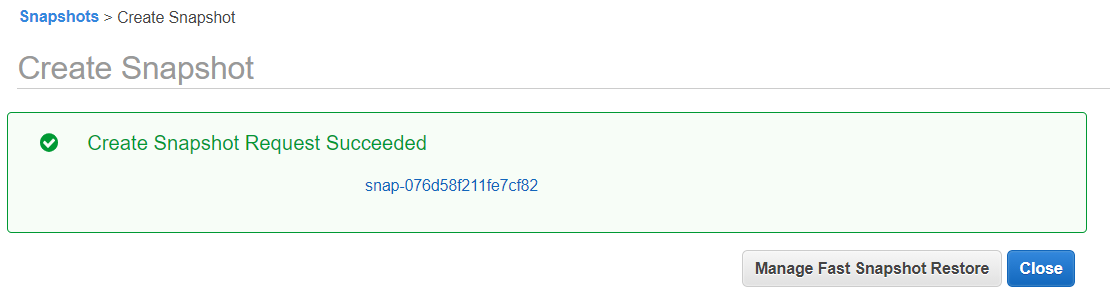 Snapshots > Create Snapshot
Create Snapshot
Create Snapshot Request Succeeded
snap-076d58f211fe7cf82
Manage Fast Snapshot Restore Close